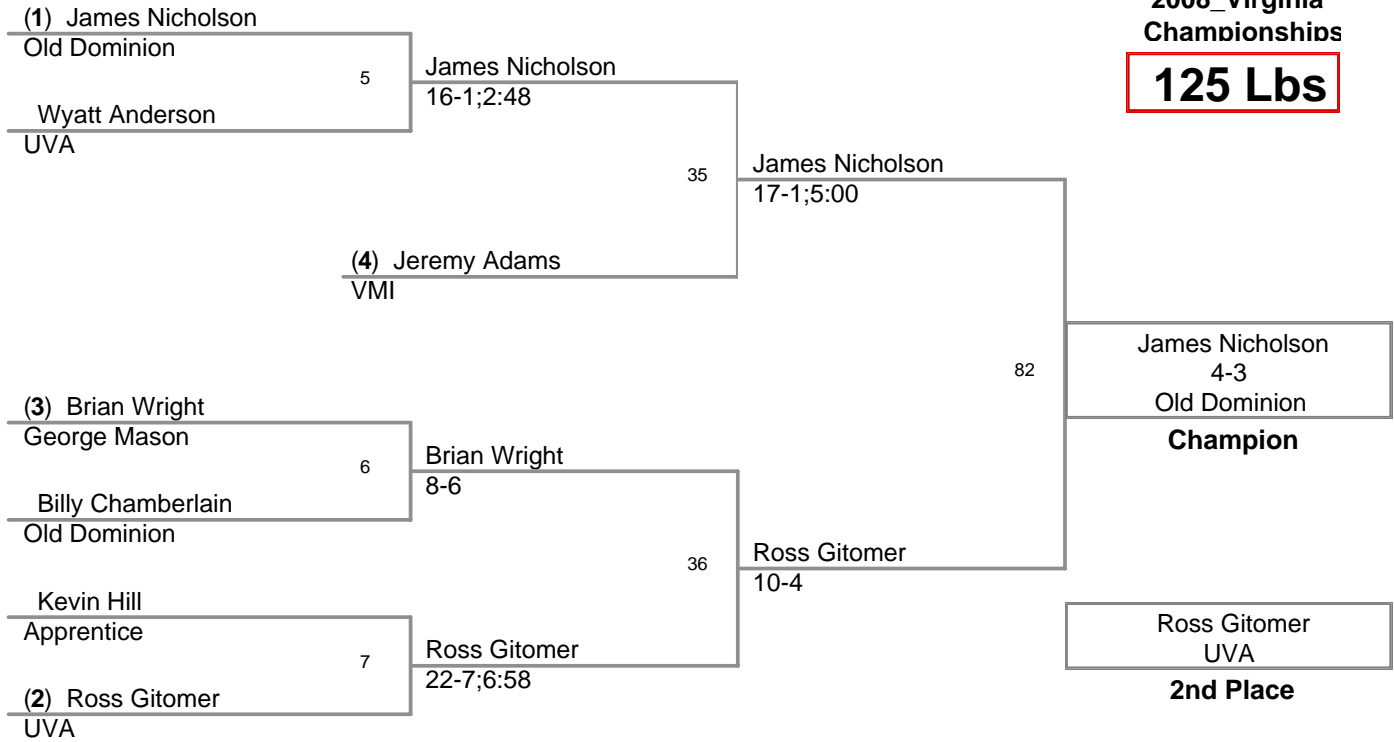 2008_Virginia
Championships
125 Lbs
(1) James Nicholson
Old Dominion
5
Wyatt Anderson
UVA
James Nicholson
16-1;2:48
35
(4) Jeremy Adams
VMI
James Nicholson
17-1;5:00
(3) Brian Wright
George Mason
6
Billy Chamberlain
Old Dominion
Brian Wright
8-6
36
Kevin Hill
Apprentice
7
(2) Ross Gitomer
UVA
Ross Gitomer
22-7;6:58
Ross Gitomer
10-4
82
James Nicholson
4-3
Old Dominion
Champion
Ross Gitomer
UVA
2nd Place